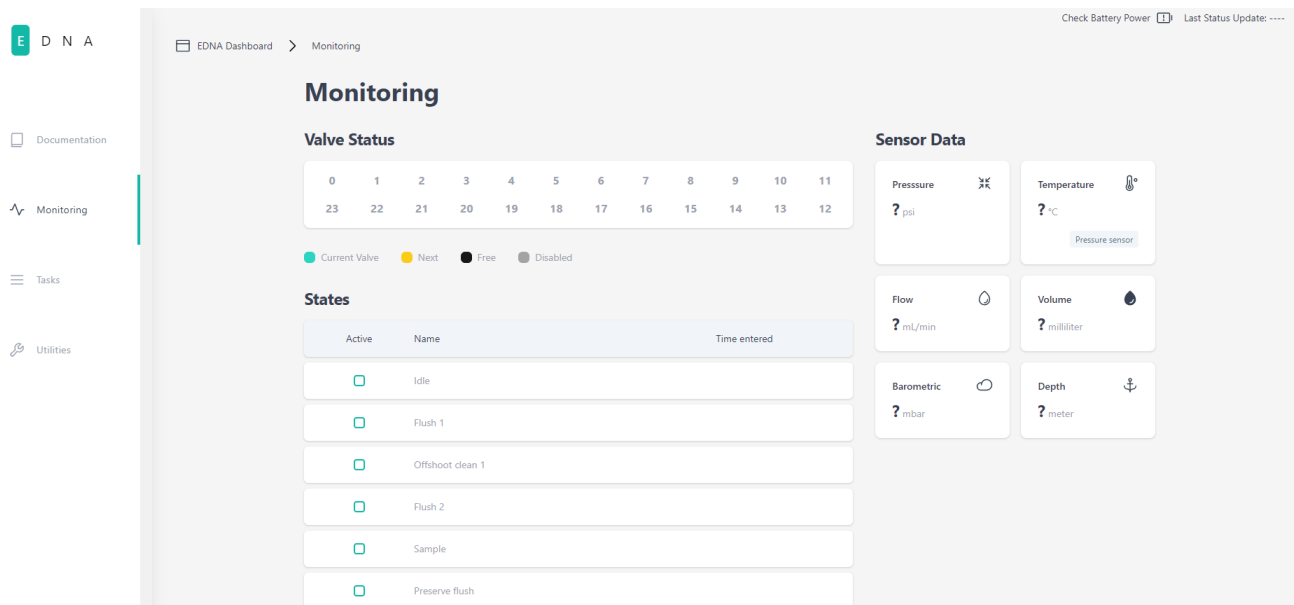 Check Battery Power Last Status Update: ----
E D N A
EDNA Dashboard > Monitoring
Documentation
Monitoring
Tasks
Utilities
Monitoring
Valve Status
0 1 2 3 4 5 6 7 8 9 10 11
23 22 21 20 19 18 17 16 15 14 13 12
Current Valve Next Free Disabled
States
Active Name Time entered
Idle
Flush 1
Offshoot clean 1
Flush 2
Sample
Preserve flush
Sensor Data
Presssure
? psi
Temperature
? °C
Pressure sensor
Flow
? mL/min
Volume
? milliliter
Barometric
? mbar
Depth
? meter